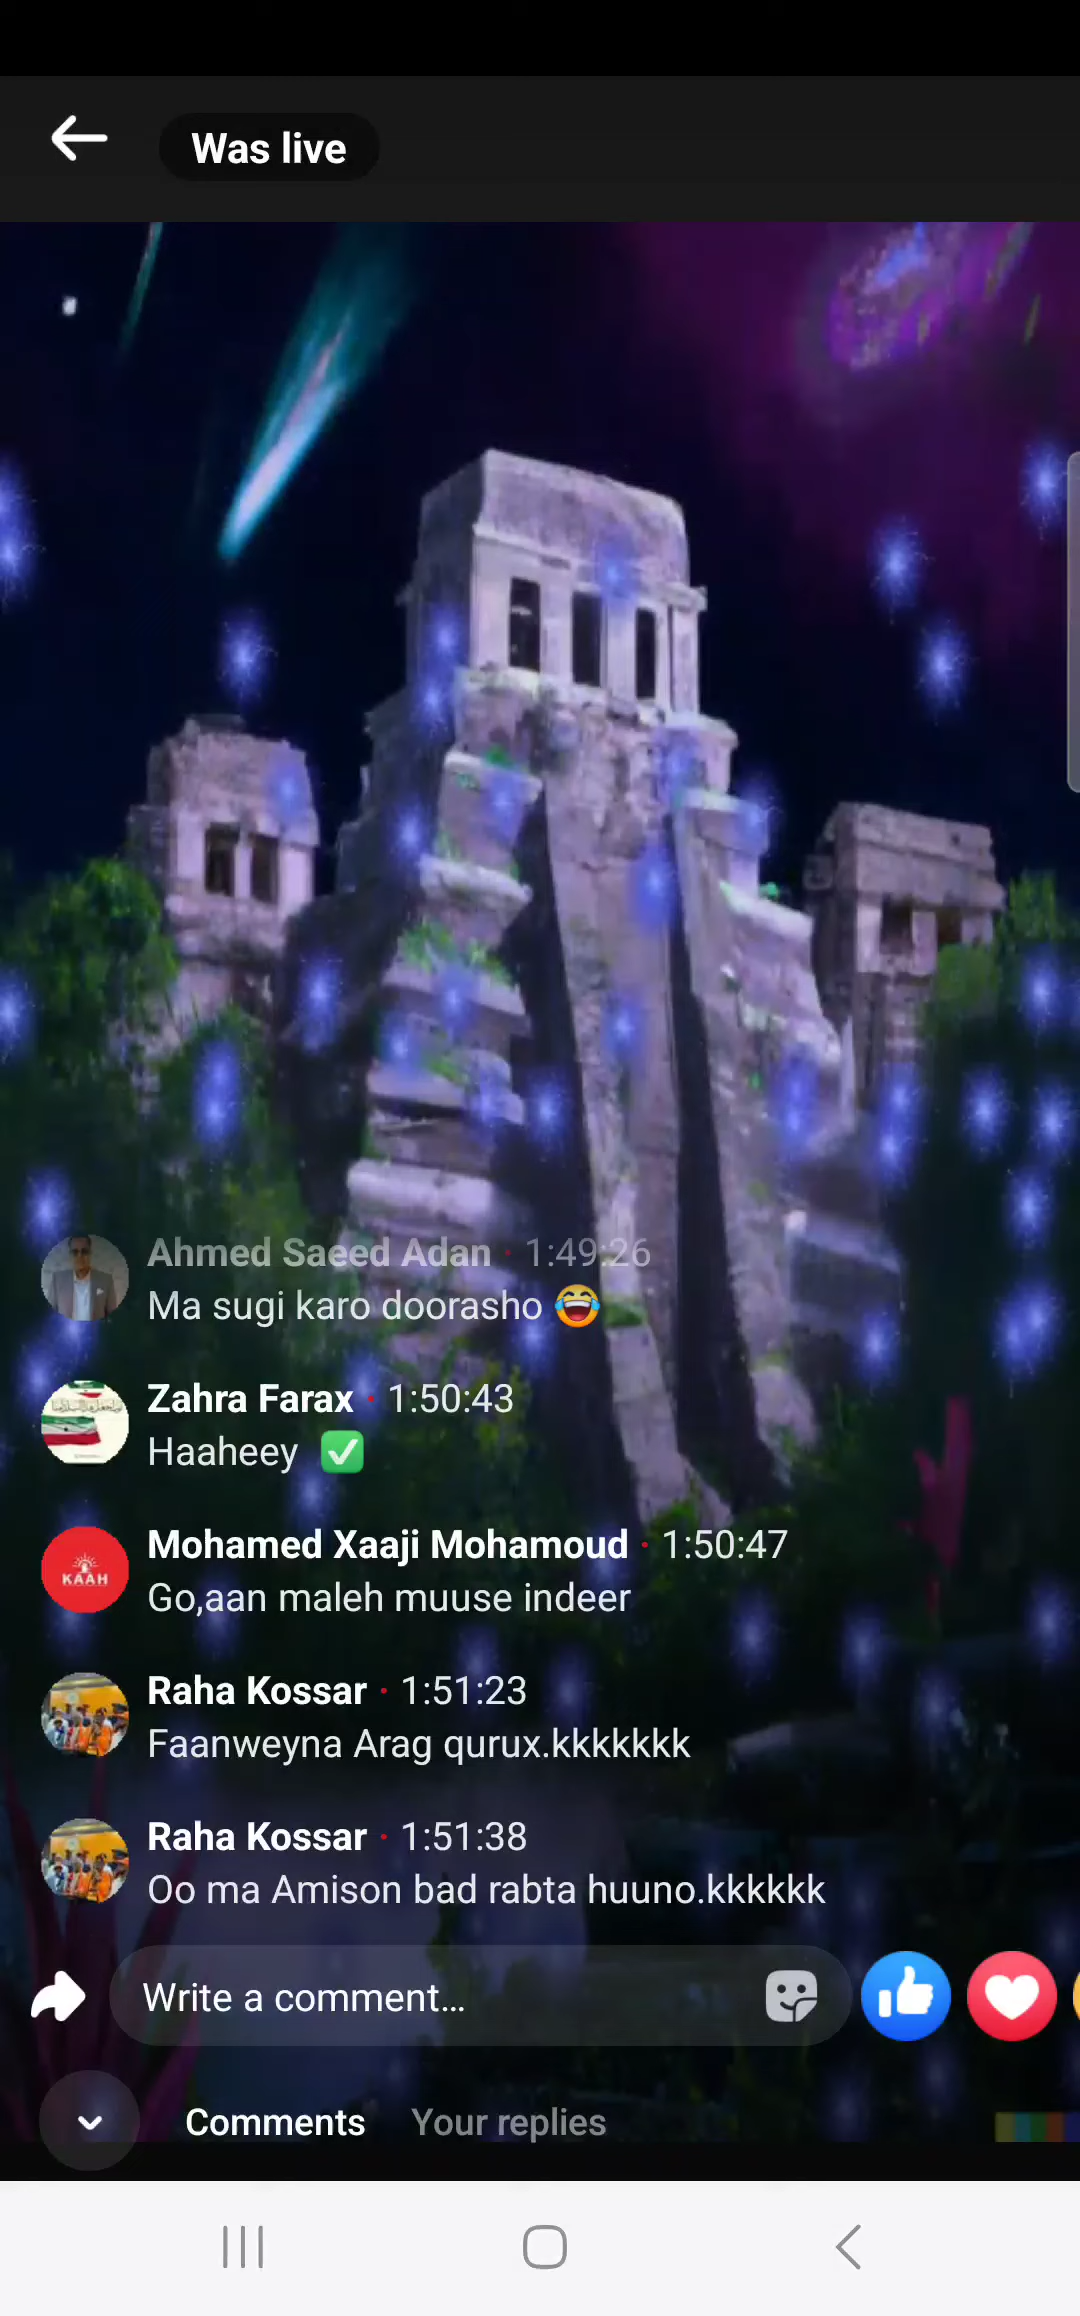 Was live
Ahmed Saeed Adan · 1:49:26
Ma sugi karo doorasho 😂
Zahra Farax · 1:50:43
Haaheey ✅
KAAH
Mohamed Xaaji Mohamoud · 1:50:47
Go,aan maleh muuse indeer
Raha Kossar · 1:51:23
Faanweyna Arag qurux.kkkkkkk
Raha Kossar · 1:51:38
Oo ma Amison bad rabta huuno.kkkkkk
Write a comment...
Comments Your replies